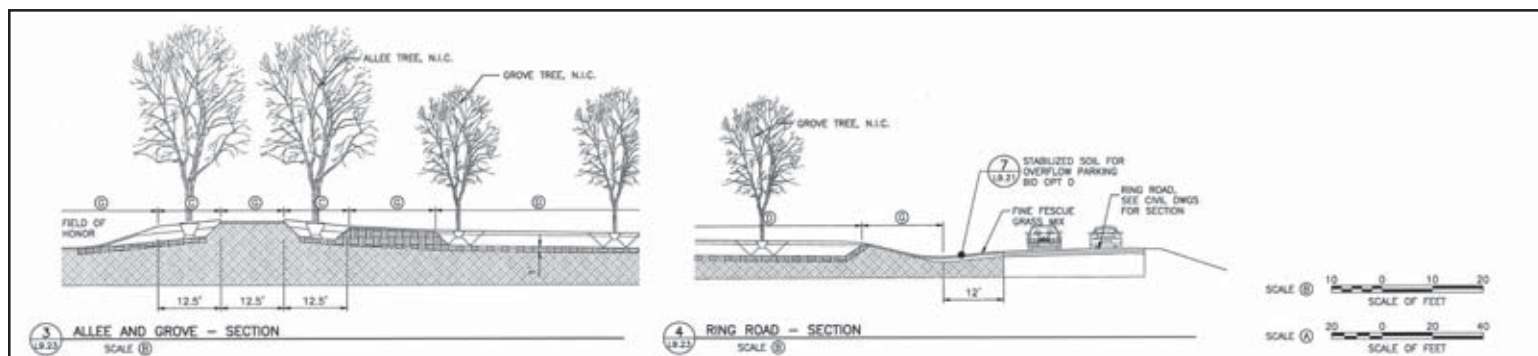 ALLEE TREE, N.I.C.
GROVE TREE, N.I.C.
FIELD OF
HONOR
G
C
G
C
G
D
12.5"
12.5"
12.5"
3
L9.23
ALLEE AND GROVE – SECTION
SCALE B
GROVE TREE, N.I.C.
7
L9.21
STABILIZED SOIL FOR
OVERFLOW PARKING
BID OPT D
RING ROAD,
SEE CIVIL DWGS
FOR SECTION
FINE FESCUE
GRASS MIX
G
12"
4
L9.23
RING ROAD – SECTION
SCALE B
SCALE B
10 0 10 20
SCALE OF FEET
SCALE A
20 0 20 40
SCALE OF FEET